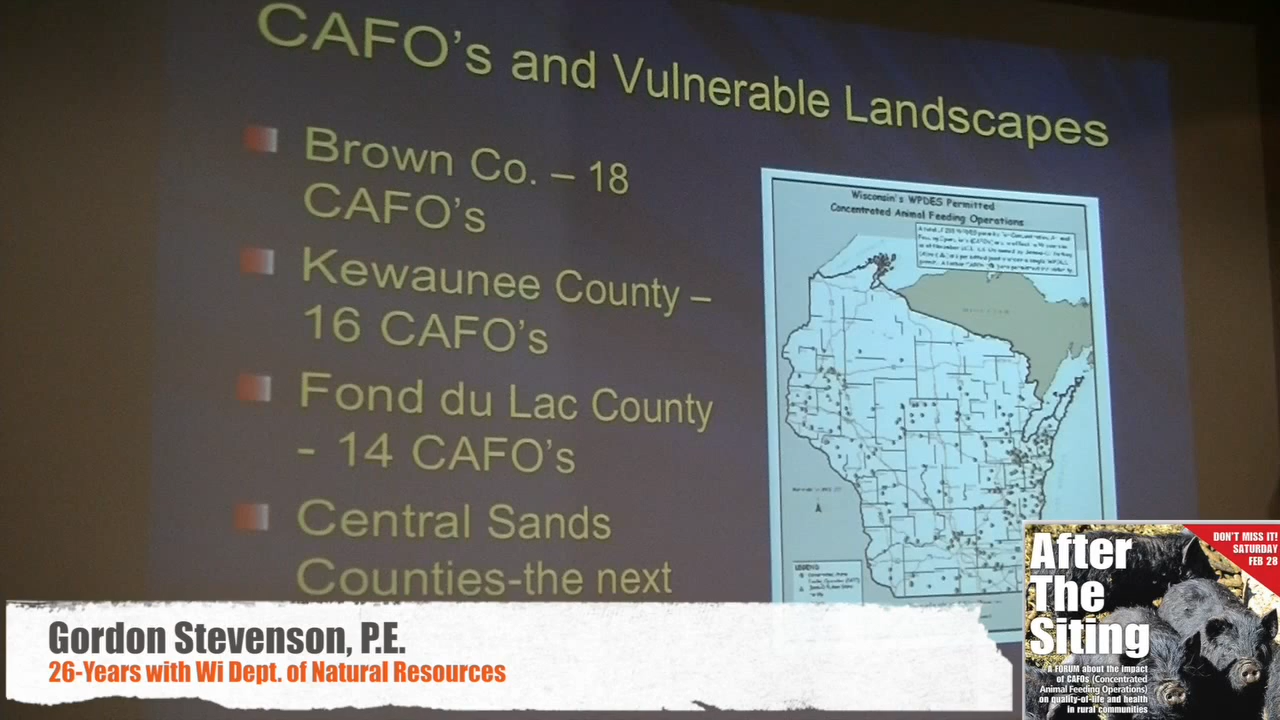 CAFO's and Vulnerable Landscapes
Brown Co. – 18
CAFO's
Kewaunee County –
16 CAFO's
Fond du Lac County
- 14 CAFO's
Central Sands
Counties-the next
Wisconsin's WPDES Permitted
Concentrated Animal Feeding Operations
LEGEND
Gordon Stevenson, P.E.
26-Years with Wi Dept. of Natural Resources
DON'T MISS IT!
SATURDAY
FEB 28
After
The
Siting
A FORUM about the impact
of CAFOs (Concentrated
Animal Feeding Operations)
on quality-of-life and health
in rural communities